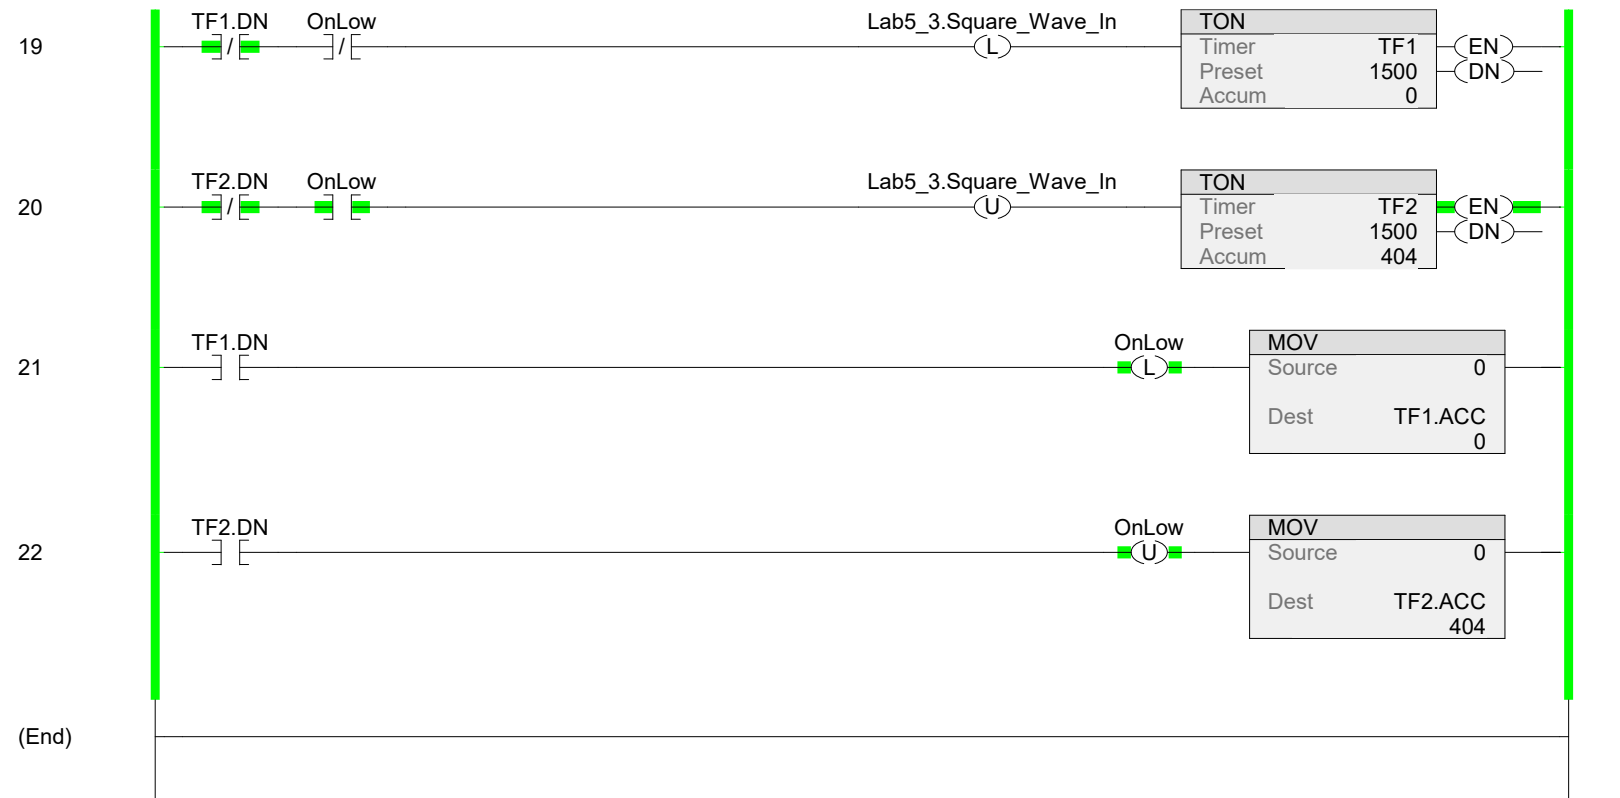 TF1.DN OnLow Lab5_3.Square_Wave_In TON
19 / / L Timer TF1 EN
Preset 1500 DN
Accum 0
TF2.DN OnLow Lab5_3.Square_Wave_In TON
20 / U Timer TF2 EN
Preset 1500 DN
Accum 404
TF1.DN OnLow MOV
21 L Source 0
Dest TF1.ACC
0
TF2.DN OnLow MOV
22 U Source 0
Dest TF2.ACC
404
(End)